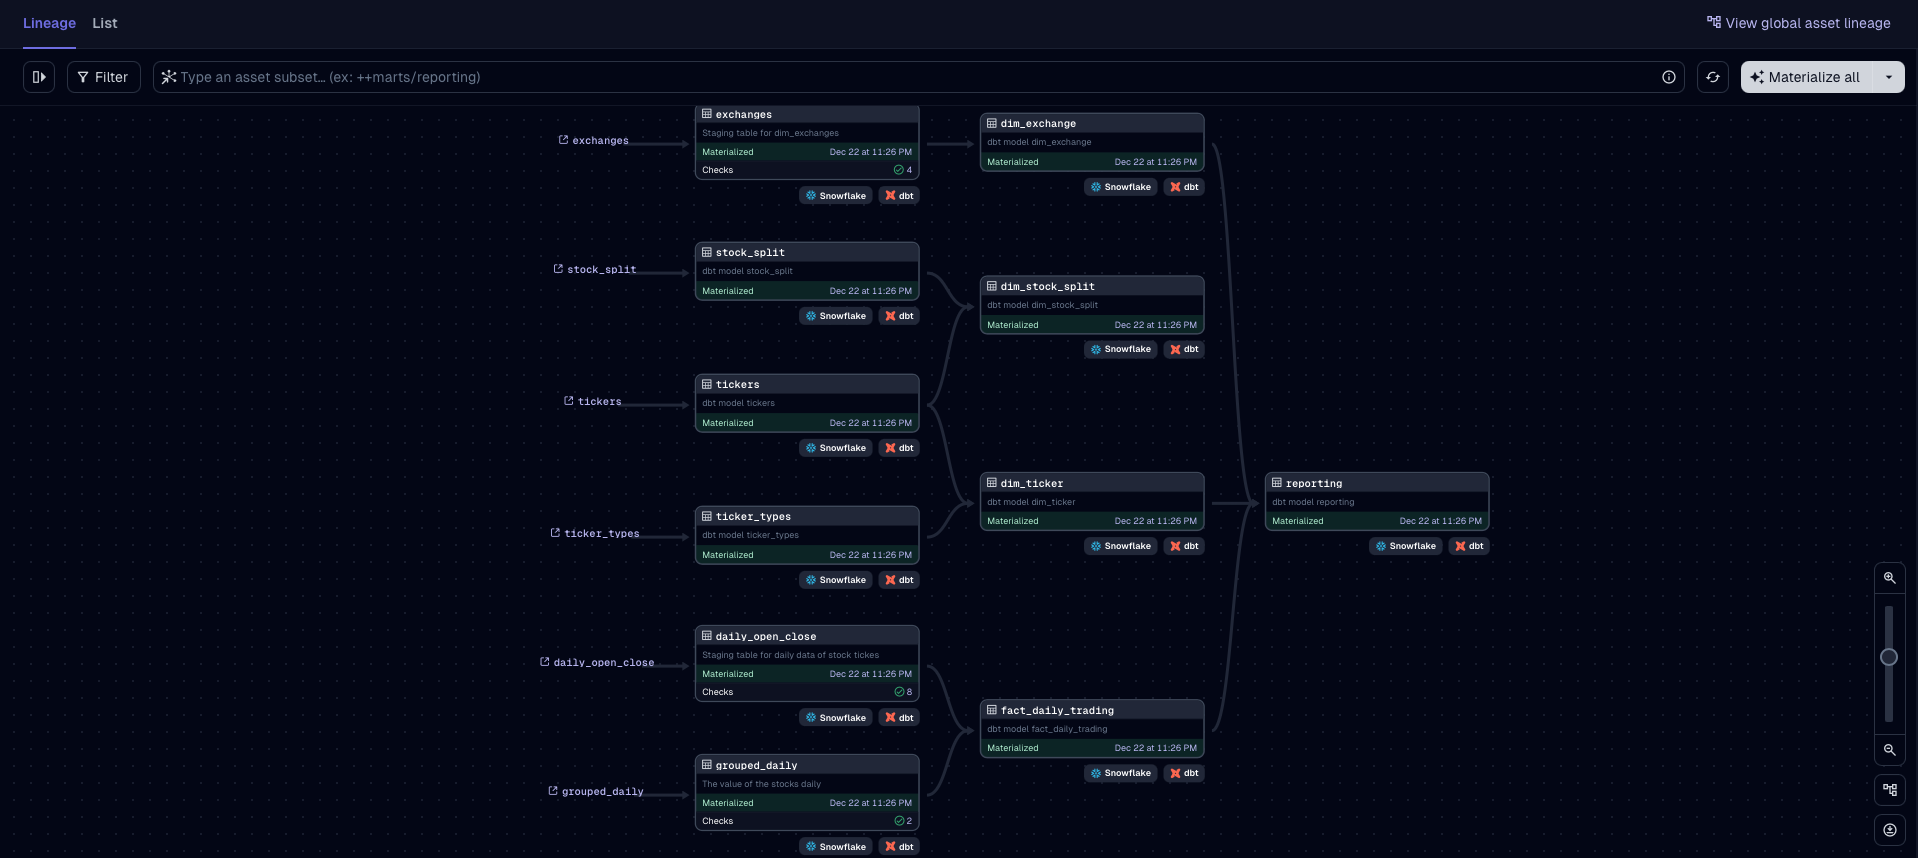 Lineage List View global asset lineage
Filter Type an asset subset… (ex: ++marts/reporting) Materialize all
exchanges
exchanges
Staging table for dim_exchanges
Materialized Dec 22 at 11:26 PM
Checks 4
Snowflake dbt
dim_exchange
dbt model dim_exchange
Materialized Dec 22 at 11:26 PM
Snowflake dbt
stock_split
stock_split
dbt model stock_split
Materialized Dec 22 at 11:26 PM
Snowflake dbt
dim_stock_split
dbt model dim_stock_split
Materialized Dec 22 at 11:26 PM
Snowflake dbt
tickers
tickers
dbt model tickers
Materialized Dec 22 at 11:26 PM
Snowflake dbt
dim_ticker
dbt model dim_ticker
Materialized Dec 22 at 11:26 PM
Snowflake dbt
reporting
dbt model reporting
Materialized Dec 22 at 11:26 PM
Snowflake dbt
ticker_types
ticker_types
dbt model ticker_types
Materialized Dec 22 at 11:26 PM
Snowflake dbt
daily_open_close
daily_open_close
Staging table for daily data of stock tickes
Materialized Dec 22 at 11:26 PM
Checks 8
Snowflake dbt
fact_daily_trading
dbt model fact_daily_trading
Materialized Dec 22 at 11:26 PM
Snowflake dbt
grouped_daily
grouped_daily
The value of the stocks daily
Materialized Dec 22 at 11:26 PM
Checks 2
Snowflake dbt